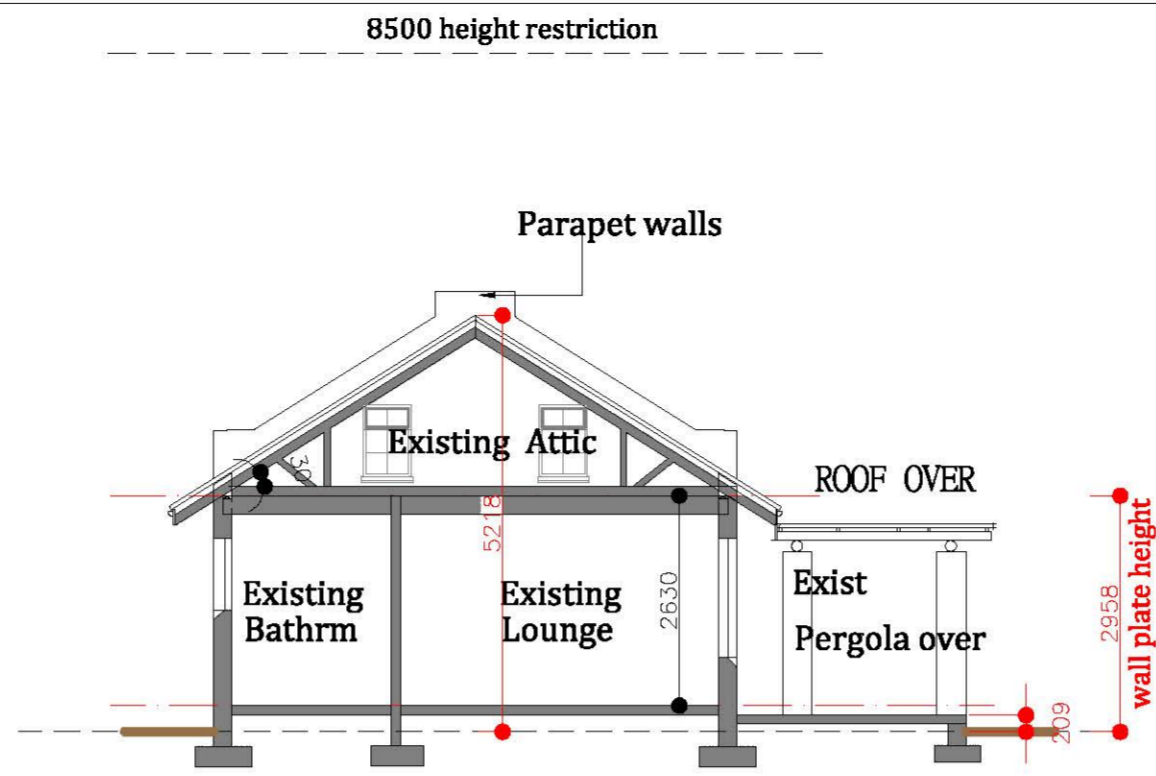 8500 height restriction
Parapet walls
Existing Attic
30
ROOF OVER
5218
Existing
Bathrm
Existing
Lounge
2630
Exist
Pergola over
2958
wall plate height
209